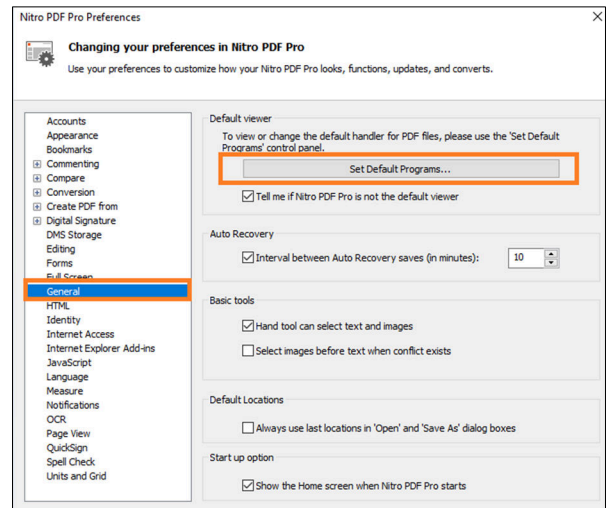 Nitro PDF Pro Preferences
Changing your preferences in Nitro PDF Pro
Use your preferences to customize how your Nitro PDF Pro looks, functions, updates, and converts.
Accounts
Appearance
Bookmarks
Commenting
Compare
Conversion
Create PDF from
Digital Signature
DMS Storage
Editing
Forms
Full Screen
General
HTML
Identity
Internet Access
Internet Explorer Add-ins
JavaScript
Language
Measure
Notifications
OCR
Page View
QuickSign
Spell Check
Units and Grid
Default viewer
To view or change the default handler for PDF files, please use the 'Set Default
Programs' control panel.
Set Default Programs...
Tell me if Nitro PDF Pro is not the default viewer
Auto Recovery
Interval between Auto Recovery saves (in minutes): 10
Basic tools
Hand tool can select text and images
Select images before text when conflict exists
Default Locations
Always use last locations in 'Open' and 'Save As' dialog boxes
Start up option
Show the Home screen when Nitro PDF Pro starts